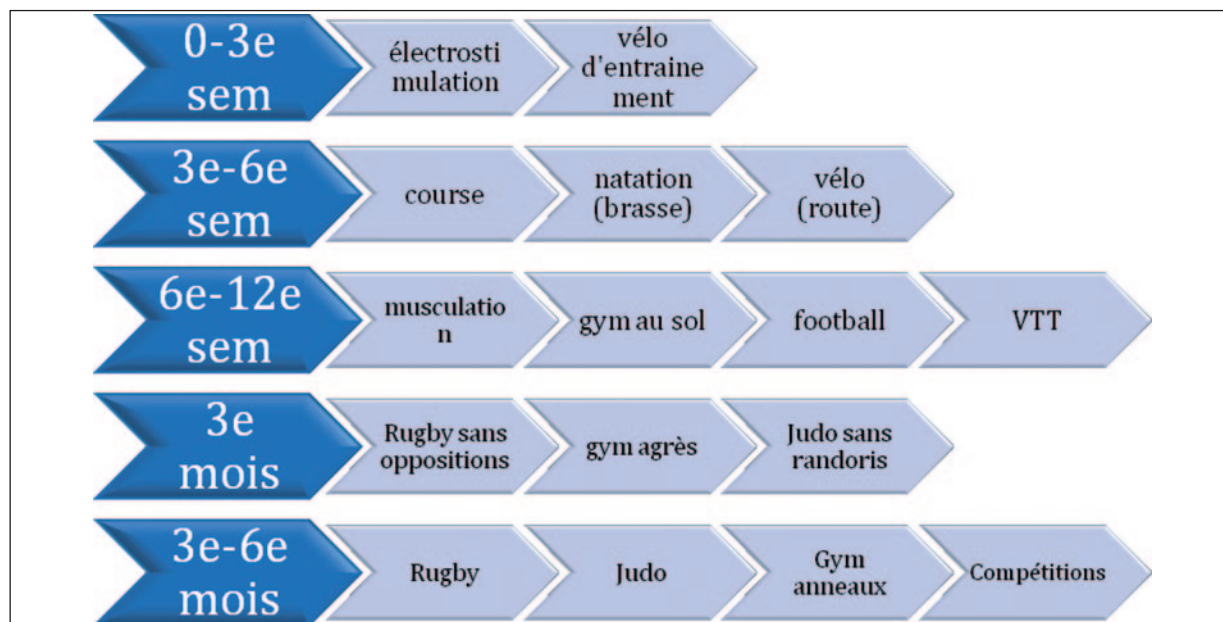 0-3e
sem
électrosti
mulation
vélo
d'entraine
ment
3e-6e
sem
course
natation
(brasse)
vélo
(route)
6e-12e
sem
musculatio
n
gym au sol
football
VTT
3e
mois
Rugby sans
oppositions
gym agrès
Judo sans
randoris
3e-6e
mois
Rugby
Judo
Gym
anneaux
Compétitions